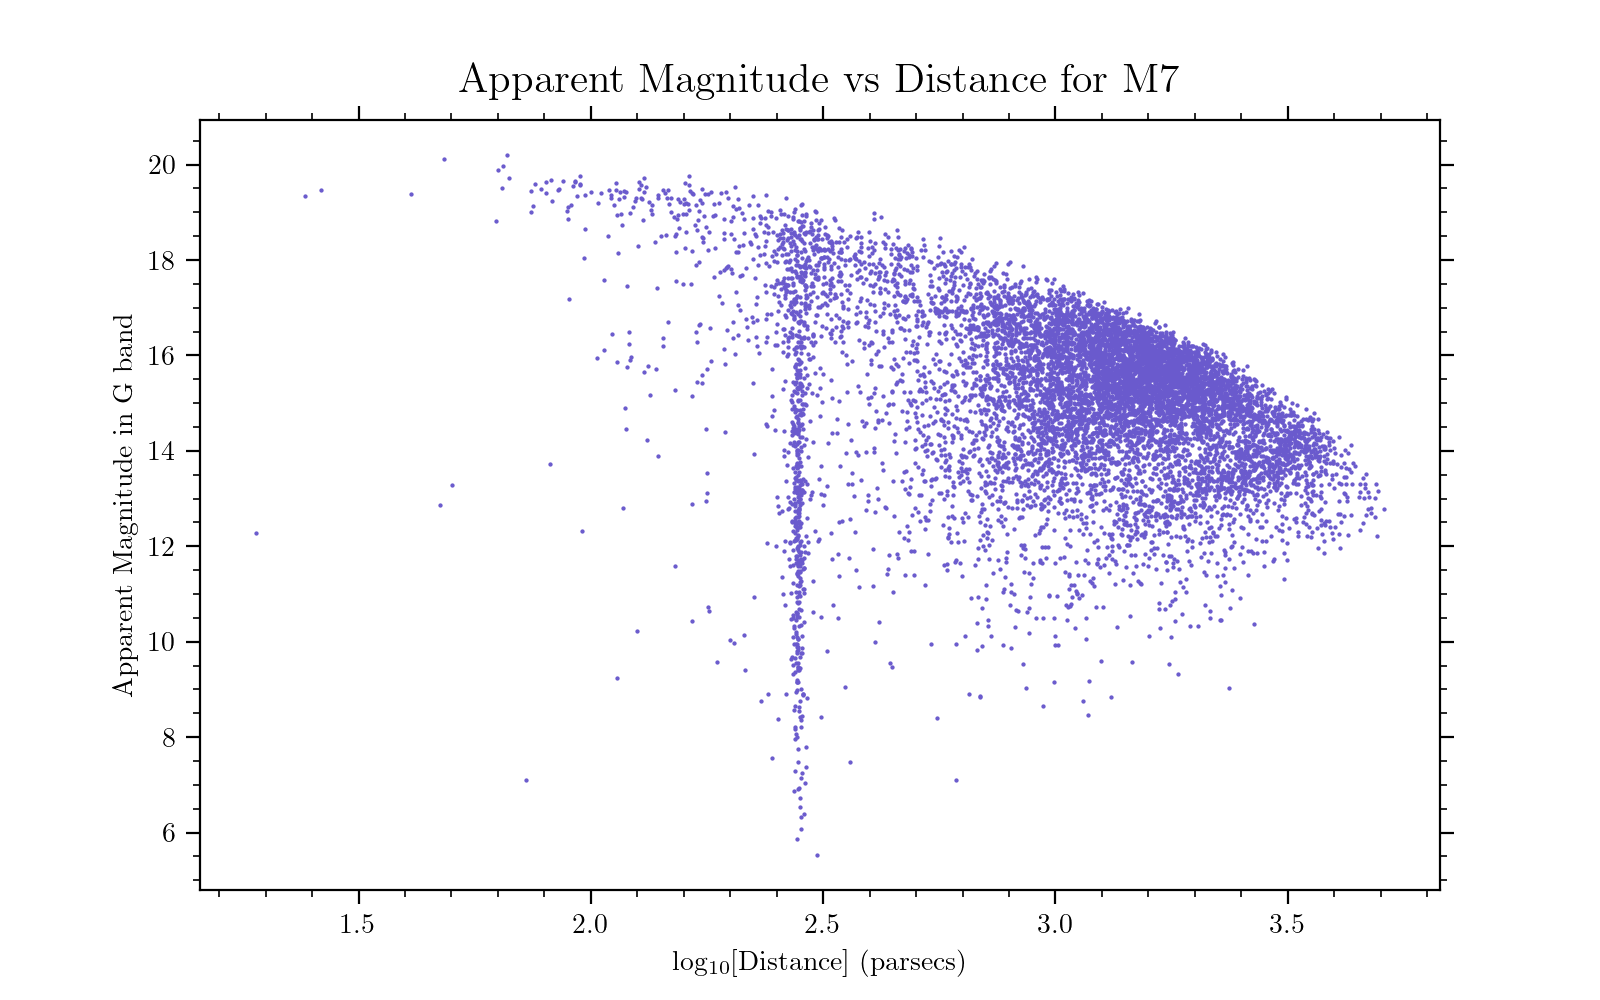 Apparent Magnitude vs Distance for M7
Apparent Magnitude in G band
20
18
16
14
12
10
8
6
1.5 2.0 2.5 3.0 3.5
log₁₀[Distance] (parsecs)